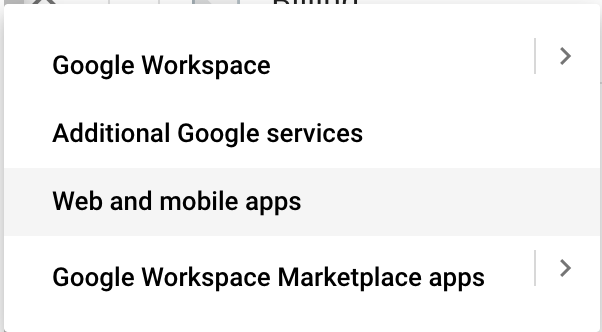 Google Workspace
Additional Google services
Web and mobile apps
Google Workspace Marketplace apps